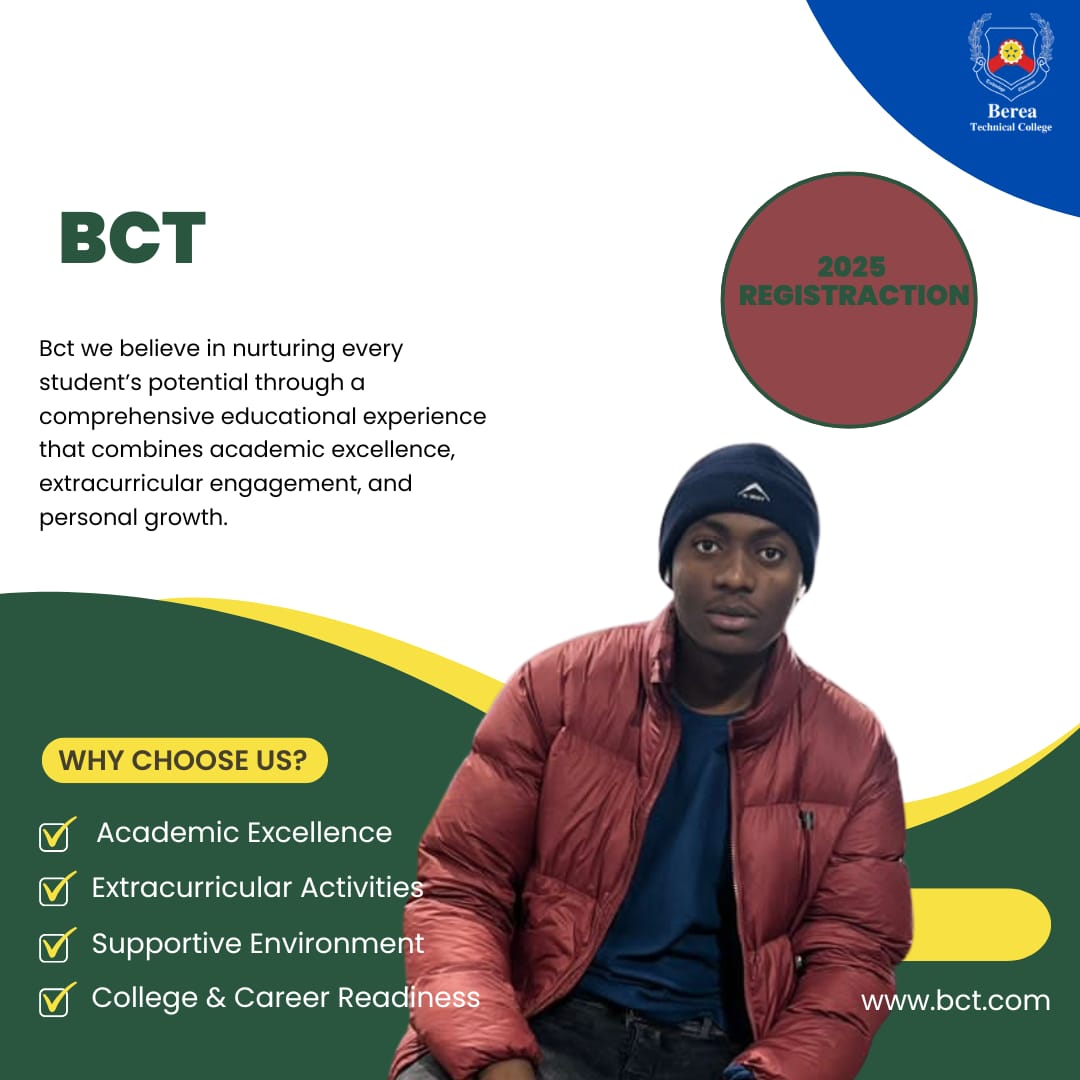 Berea
Technical College
BCT
2025
REGISTRACTION
Bct we believe in nurturing every
student’s potential through a
comprehensive educational experience
that combines academic excellence,
extracurricular engagement, and
personal growth.
WHY CHOOSE US?
Academic Excellence
Extracurricular Activities
Supportive Environment
College & Career Readiness
www.bct.com